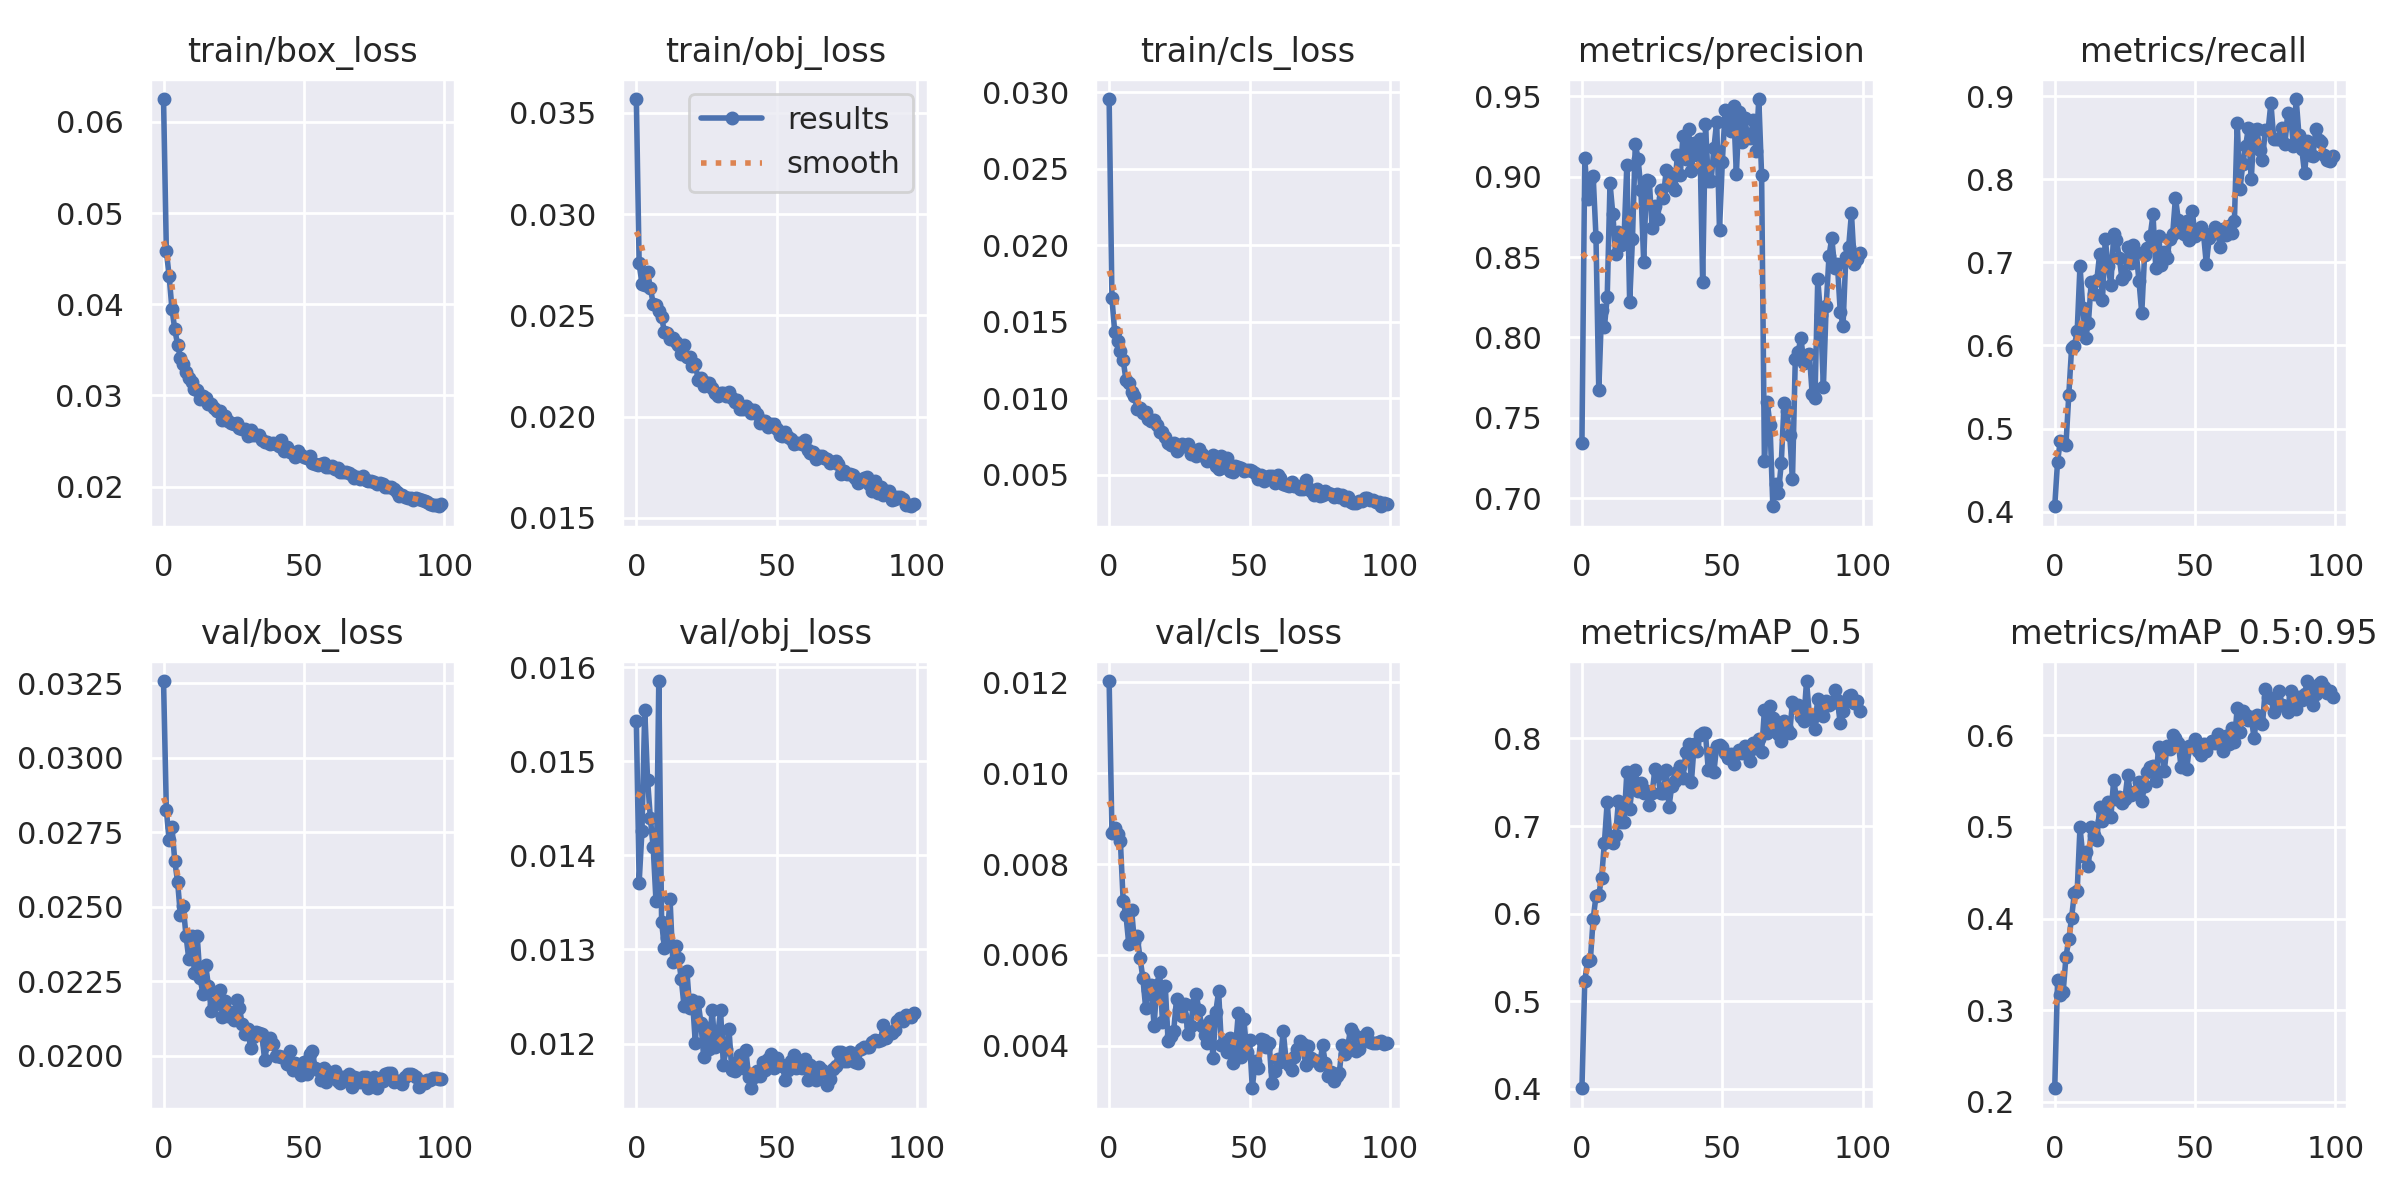 train/box_loss
train/obj_loss
train/cls_loss
metrics/precision
metrics/recall
0.06
0.05
0.04
0.03
0.02
0 50 100
results
smooth
0.035
0.030
0.025
0.020
0.015
0 50 100
0.030
0.025
0.020
0.015
0.010
0.005
0 50 100
0.95
0.90
0.85
0.80
0.75
0.70
0 50 100
0.9
0.8
0.7
0.6
0.5
0.4
0 50 100
val/box_loss
val/obj_loss
val/cls_loss
metrics/mAP_0.5
metrics/mAP_0.5:0.95
0.0325
0.0300
0.0275
0.0250
0.0225
0.0200
0 50 100
0.016
0.015
0.014
0.013
0.012
0 50 100
0.012
0.010
0.008
0.006
0.004
0 50 100
0.8
0.7
0.6
0.5
0.4
0 50 100
0.6
0.5
0.4
0.3
0.2
0 50 100